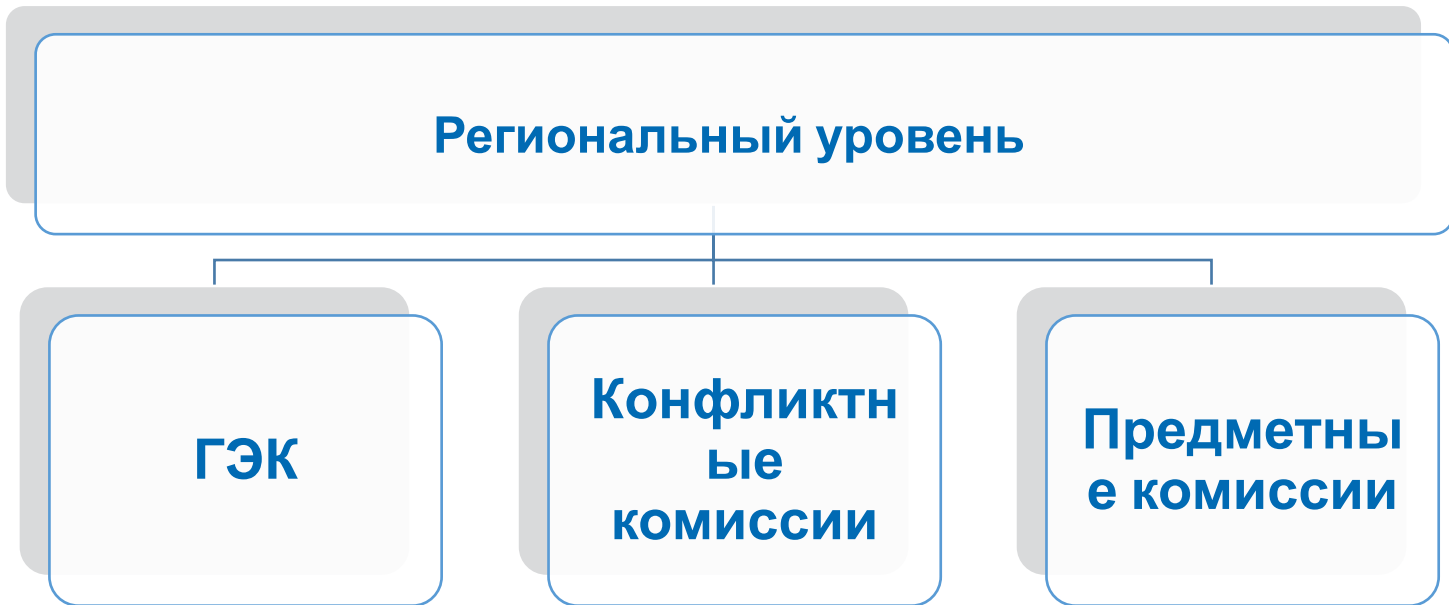 Региональный уровень
ГЭК
Конфликтн
ые
комиссии
Предметны
е комиссии